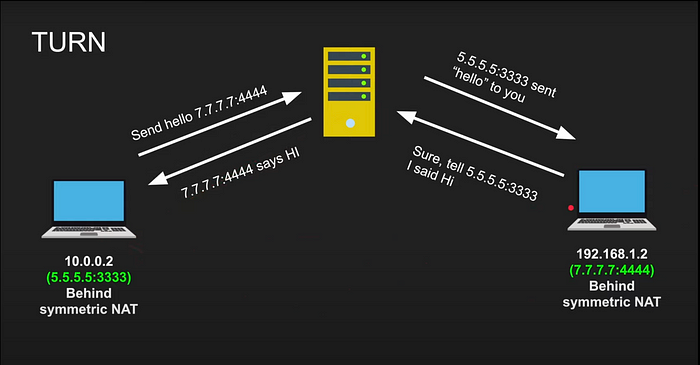 TURN
Send hello 7.7.7.7:4444
7.7.7.7:4444 says HI
5.5.5.5:3333 sent
“hello” to you
Sure, tell 5.5.5.5:3333
I said Hi
10.0.0.2
(5.5.5.5:3333)
Behind
symmetric NAT
192.168.1.2
(7.7.7.7:4444)
Behind
symmetric NAT